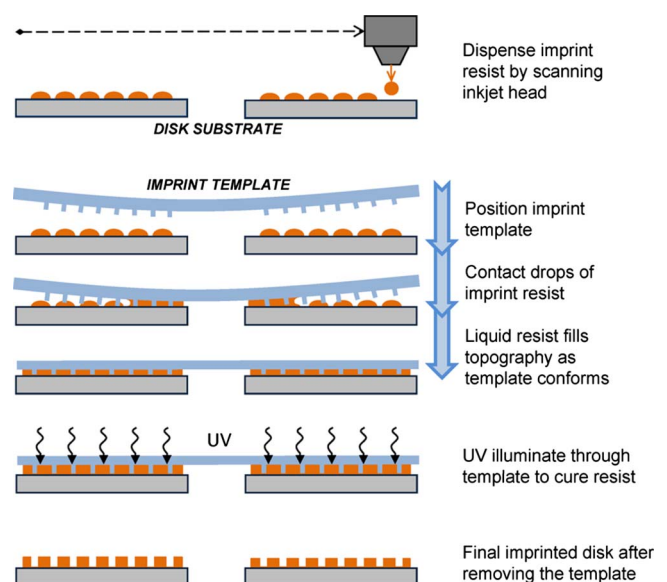 Dispense imprint
resist by scanning
inkjet head
DISK SUBSTRATE
IMPRINT TEMPLATE
Position imprint
template
Contact drops of
imprint resist
Liquid resist fills
topography as
template conforms
UV
UV illuminate through
template to cure resist
Final imprinted disk after
removing the template